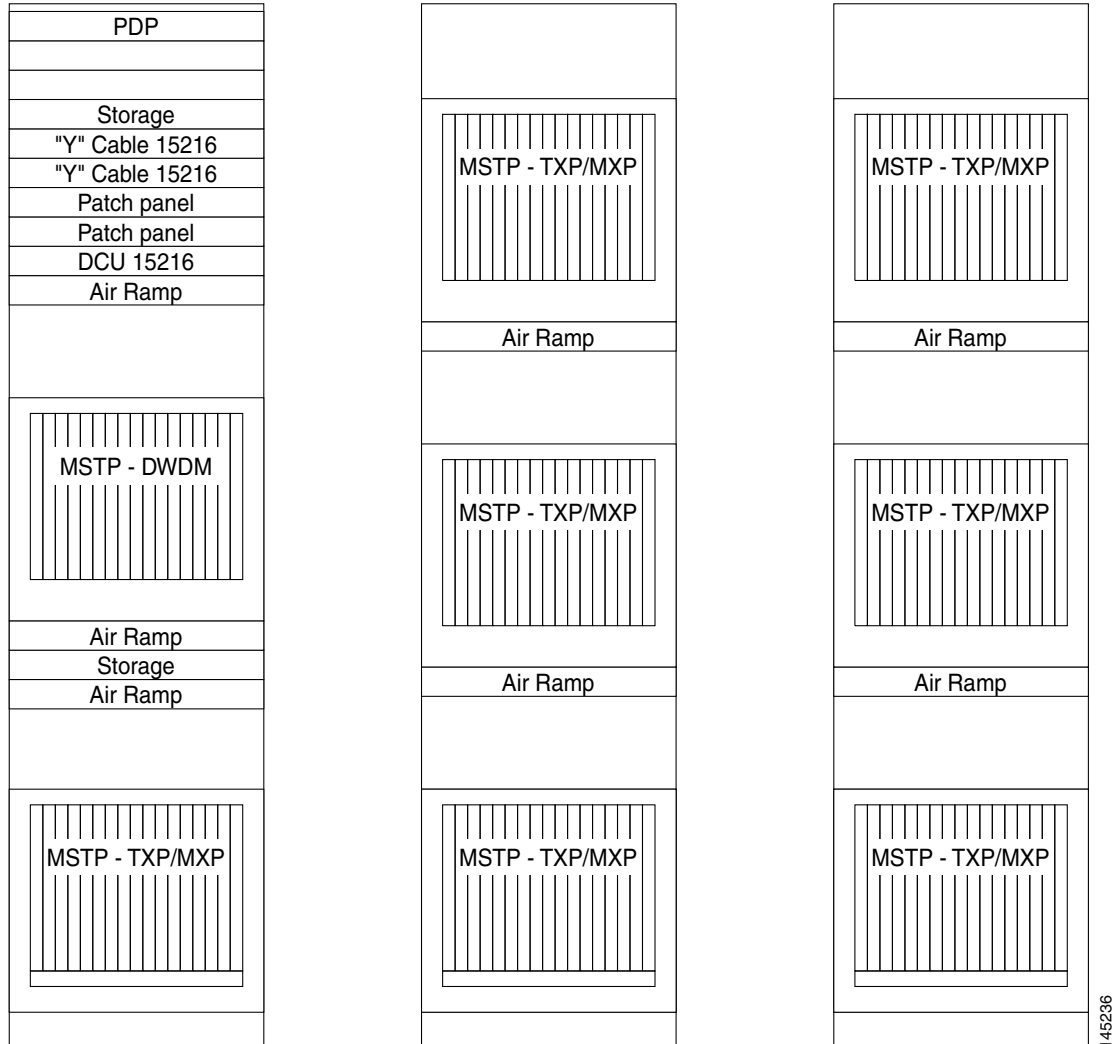 PDP
Storage
"Y" Cable 15216
"Y" Cable 15216
Patch panel
Patch panel
DCU 15216
Air Ramp
MSTP - DWDM
Air Ramp
Storage
Air Ramp
MSTP - TXP/MXP
MSTP - TXP/MXP
Air Ramp
MSTP - TXP/MXP
Air Ramp
MSTP - TXP/MXP
MSTP - TXP/MXP
Air Ramp
MSTP - TXP/MXP
Air Ramp
MSTP - TXP/MXP
145236